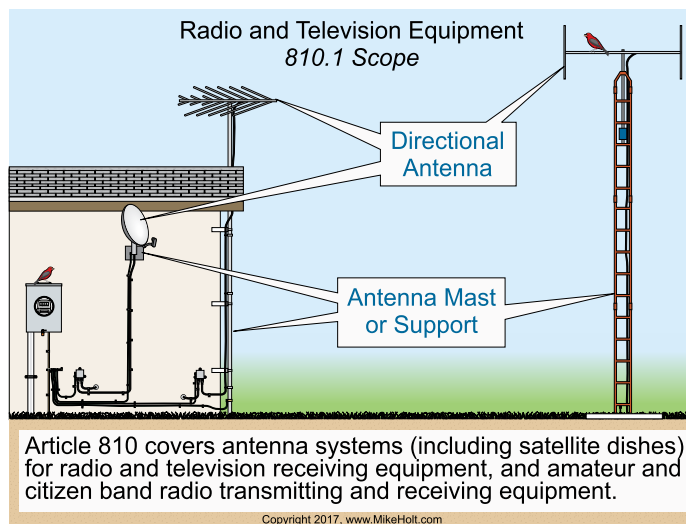 Radio and Television Equipment
810.1 Scope
Directional
Antenna
Antenna Mast
or Support
Article 810 covers antenna systems (including satellite dishes)
for radio and television receiving equipment, and amateur and
citizen band radio transmitting and receiving equipment.
Copyright 2017, www.MikeHolt.com